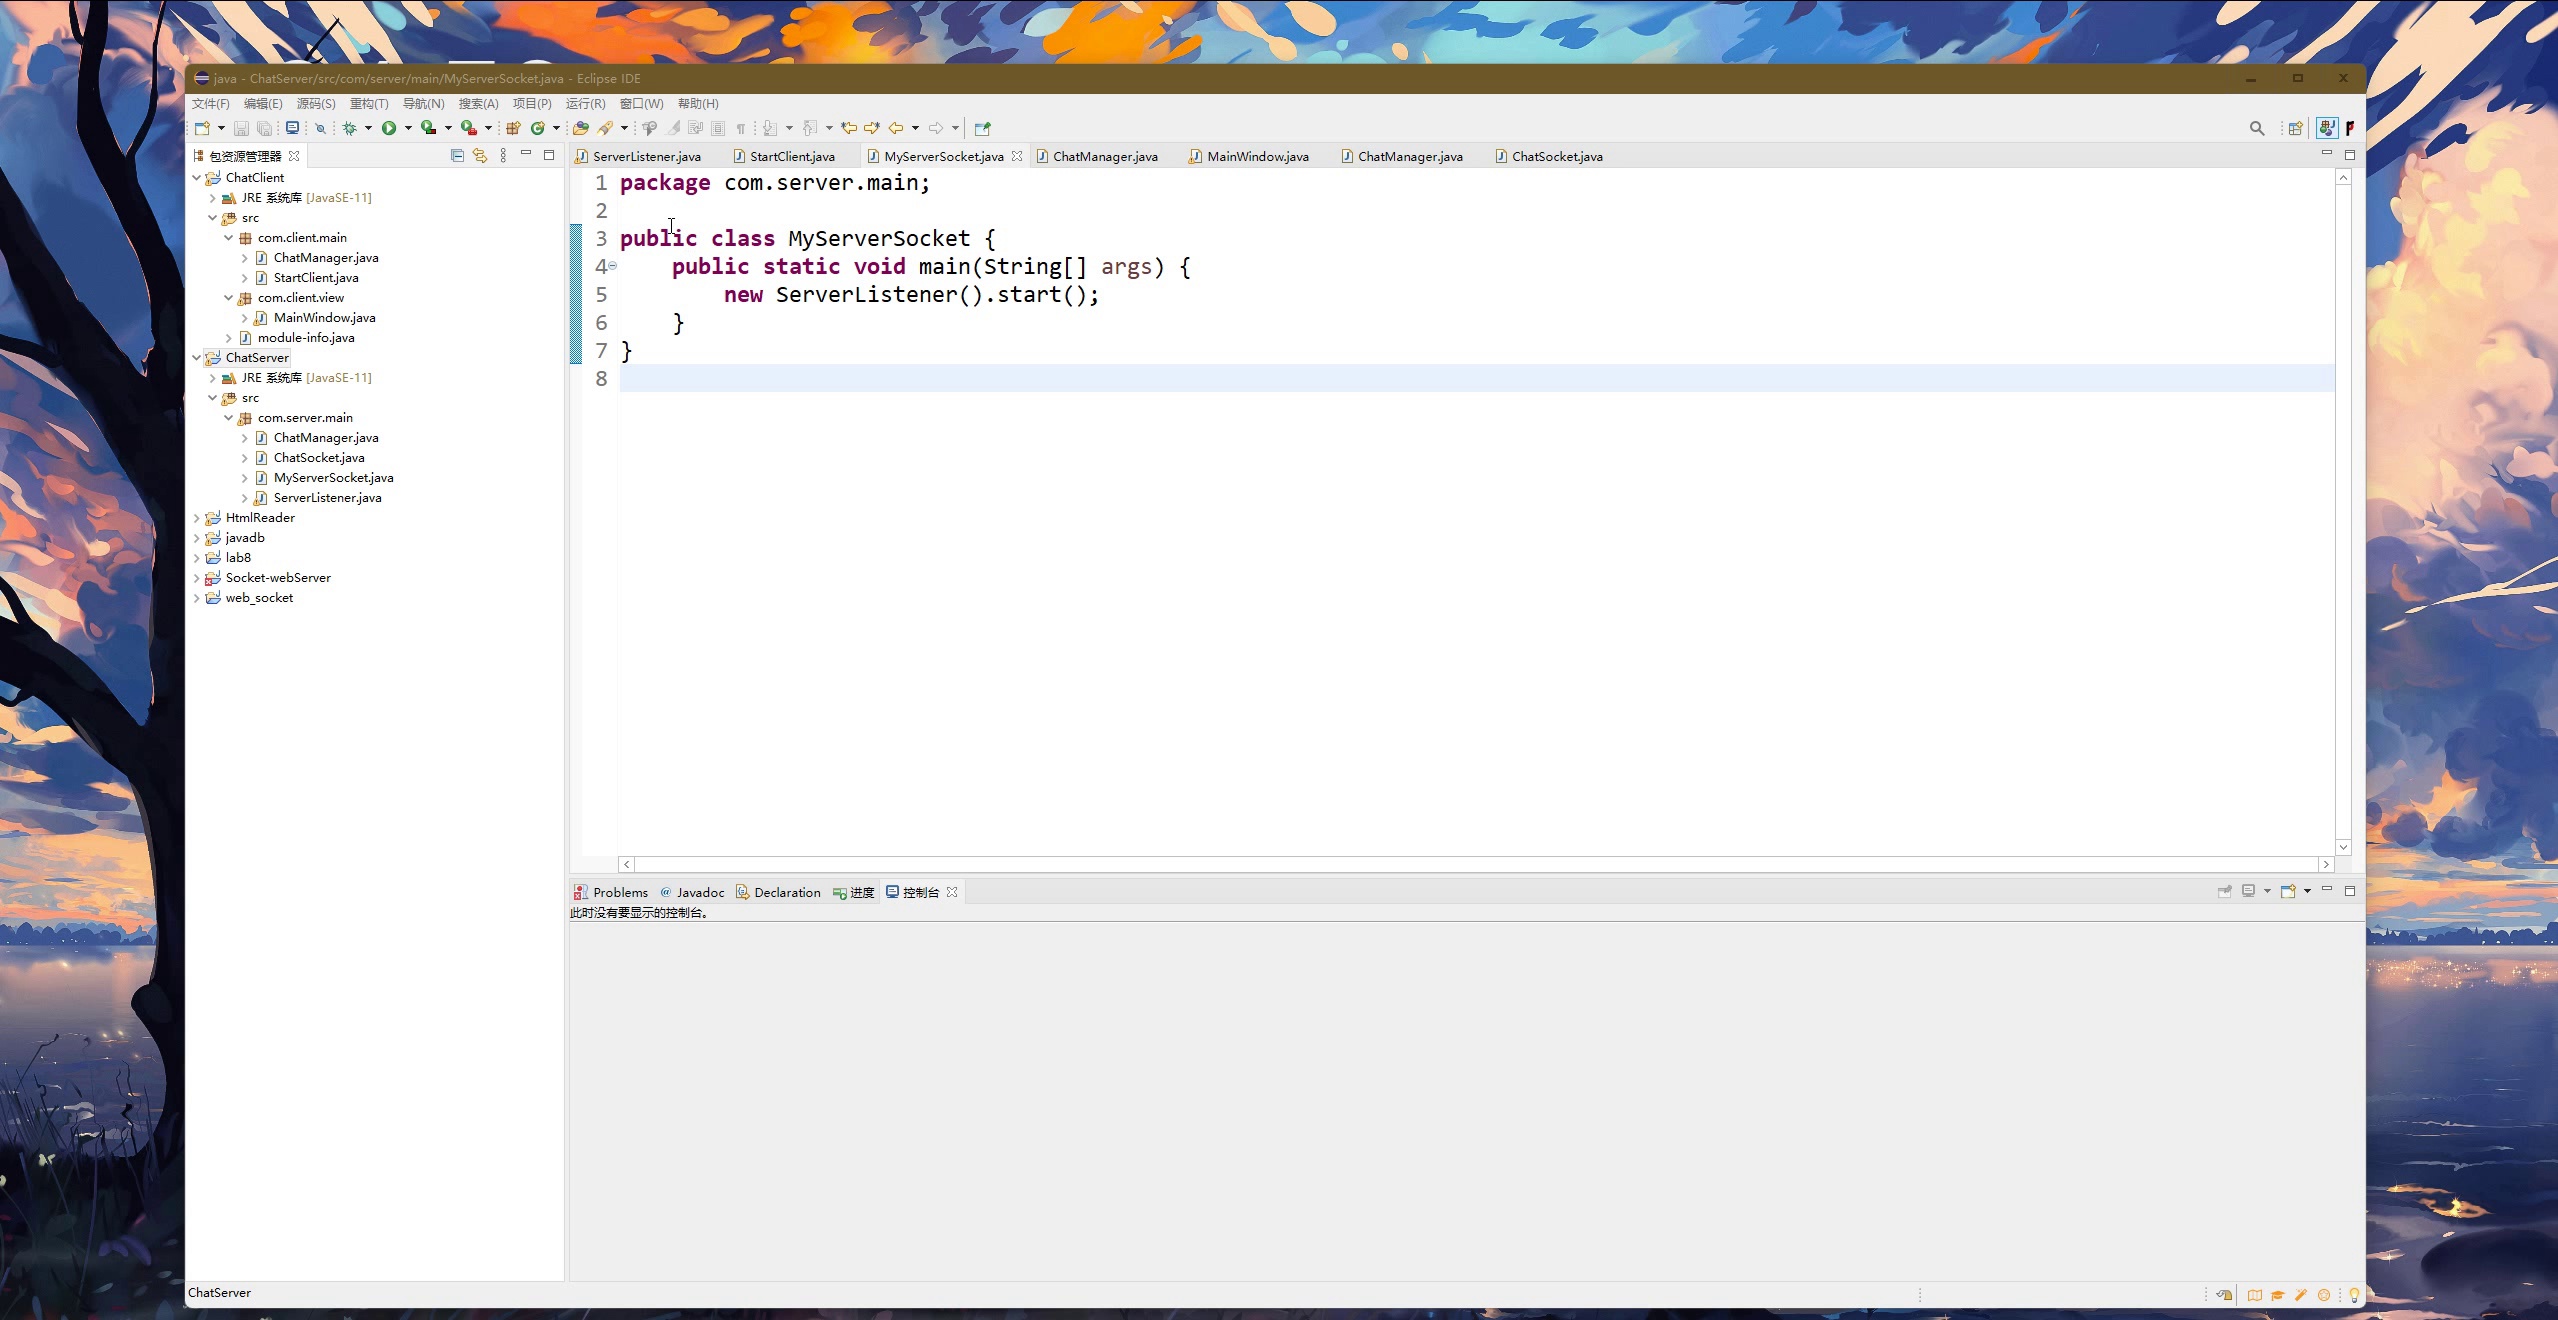 java - ChatServer/src/com/server/main/MyServerSocket.java - Eclipse IDE
文件(F) 编辑(E) 源码(S) 重构(T) 导航(N) 搜索(A) 项目(P) 运行(R) 窗口(W) 帮助(H)
包资源管理器
ChatClient
JRE 系统库 [JavaSE-11]
src
com.client.main
ChatManager.java
StartClient.java
com.client.view
MainWindow.java
module-info.java
ChatServer
JRE 系统库 [JavaSE-11]
src
com.server.main
ChatManager.java
ChatSocket.java
MyServerSocket.java
ServerListener.java
HtmlReader
javadb
lab8
Socket-webServer
web_socket
ServerListener.java StartClient.java MyServerSocket.java ChatManager.java MainWindow.java ChatManager.java ChatSocket.java
1 package com.server.main;
2
3 public class MyServerSocket {
4 public static void main(String[] args) {
5 new ServerListener().start();
6 }
7 }
8
Problems @ Javadoc Declaration 进度 控制台
此时没有要显示的控制台。
ChatServer